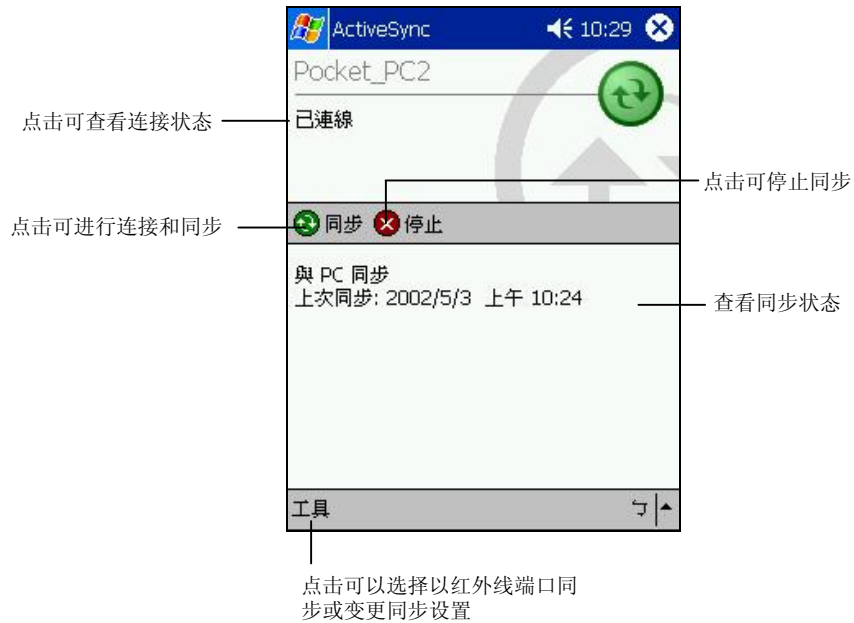 ActiveSync 10:29
Pocket_PC2
已連線
点击可查看连接状态
点击可停止同步
点击可进行连接和同步
同步 停止
與 PC 同步
上次同步: 2002/5/3 上午 10:24
查看同步状态
工具 ㄅ
点击可以选择以红外线端口同
步或变更同步设置